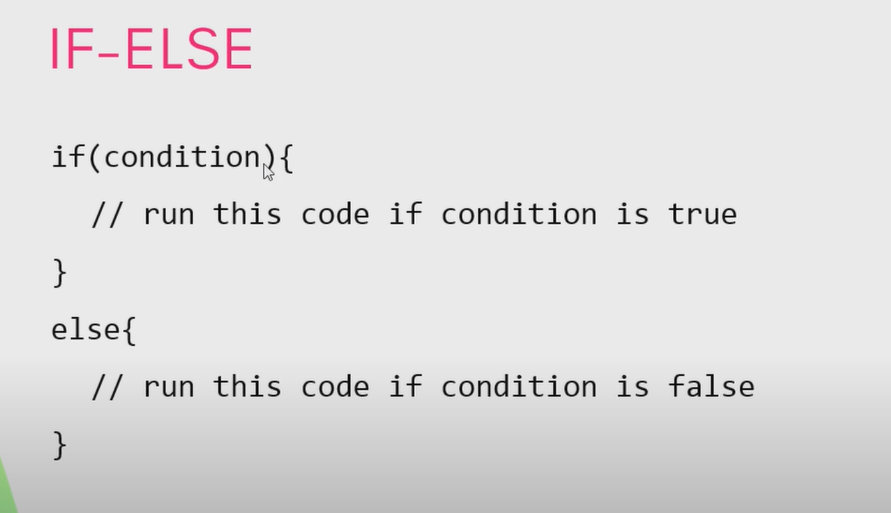 IF-ELSE
if(condition){
// run this code if condition is true
}
else{
// run this code if condition is false
}